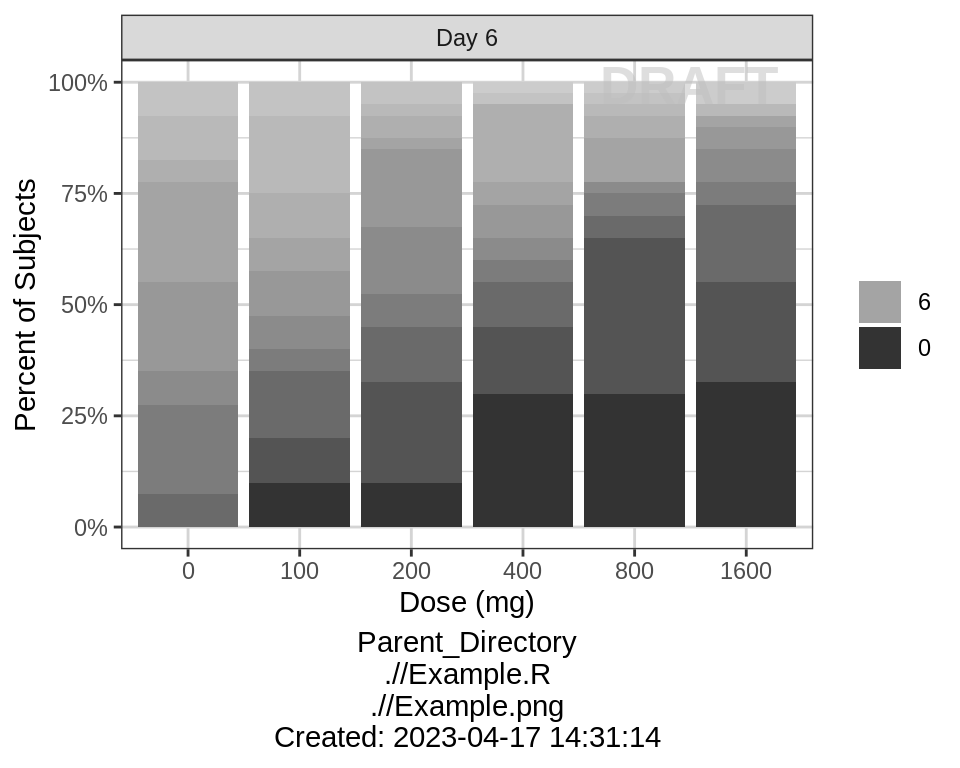 Day 6
DRAFT
100%
75%
50%
25%
0%
Percent of Subjects
6
0
0 100 200 400 800 1600
Dose (mg)
Parent_Directory
.//Example.R
.//Example.png
Created: 2023-04-17 14:31:14